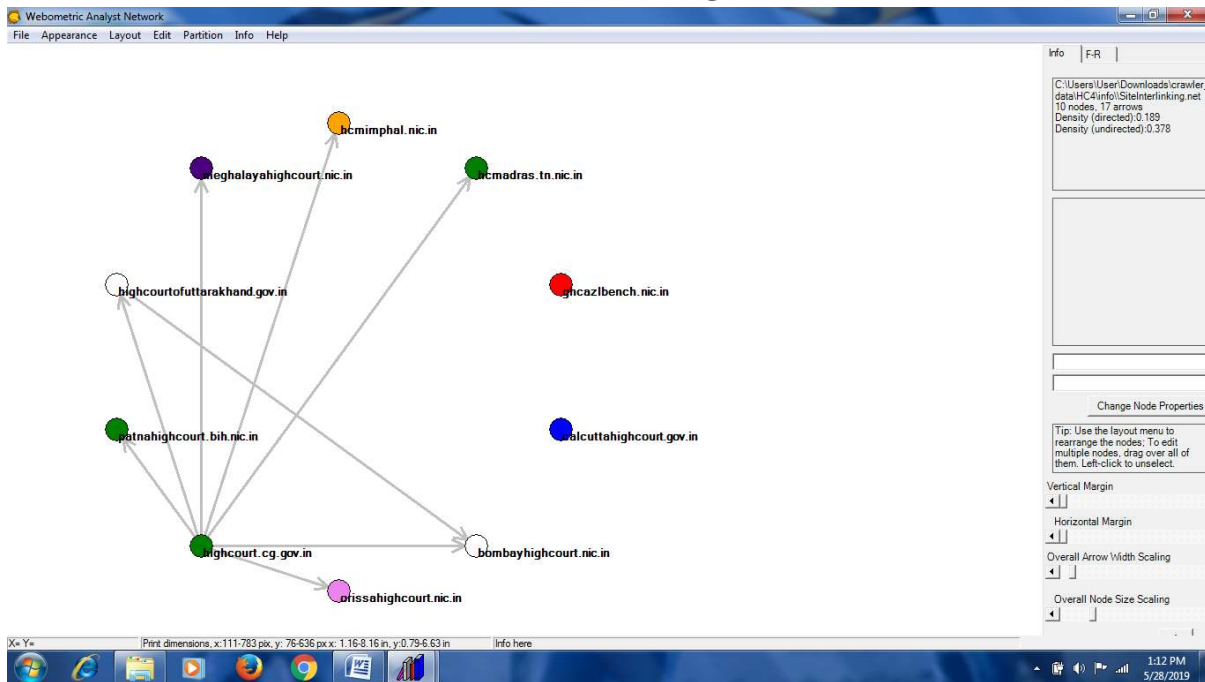 Webometric Analyst Network
File Appearance Layout Edit Partition Info Help
Info F-R
C:\Users\User\Downloads\crawler_
data\HC4\info\\SiteInterlinking.net
10 nodes, 17 arrows
Density (directed):0.189
Density (undirected):0.378
hcmimphal.nic.in
meghalayahighcourt.nic.in
hcmadras.tn.nic.in
highcourtofuttarakhand.gov.in
ghcazlbench.nic.in
patnahighcourt.bih.nic.in
calcuttahighcourt.gov.in
highcourt.cg.gov.in
bombayhighcourt.nic.in
orissahighcourt.nic.in
Change Node Properties
Tip: Use the layout menu to
rearrange the nodes; To edit
multiple nodes, drag over all of
them. Left-click to unselect.
Vertical Margin
Horizontal Margin
Overall Arrow Width Scaling
Overall Node Size Scaling
X= Y=
Print dimensions, x:111-783 pix, y: 76-636 px x: 1.16-8.16 in, y:0.79-6.63 in
Info here
1:12 PM
5/28/2019